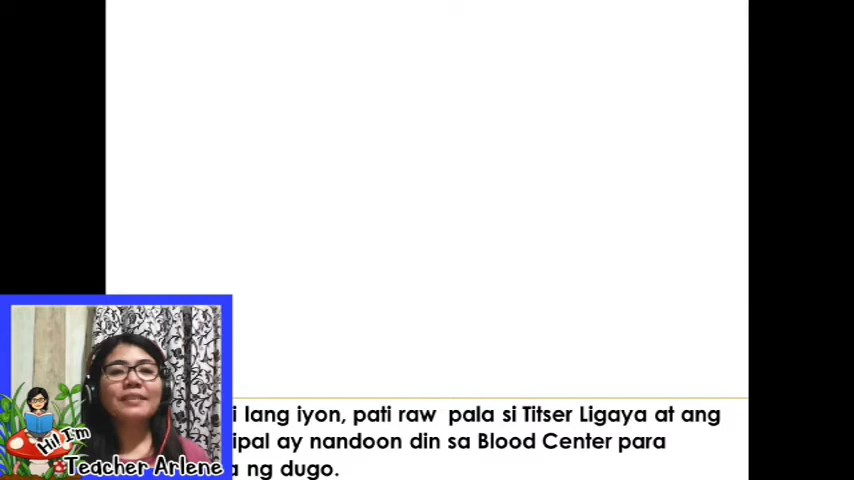 i lang iyon, pati raw pala si Titser Ligaya at ang
ipal ay nandoon din sa Blood Center para
a ng dugo.
Hi! I'm
Teacher Arlene